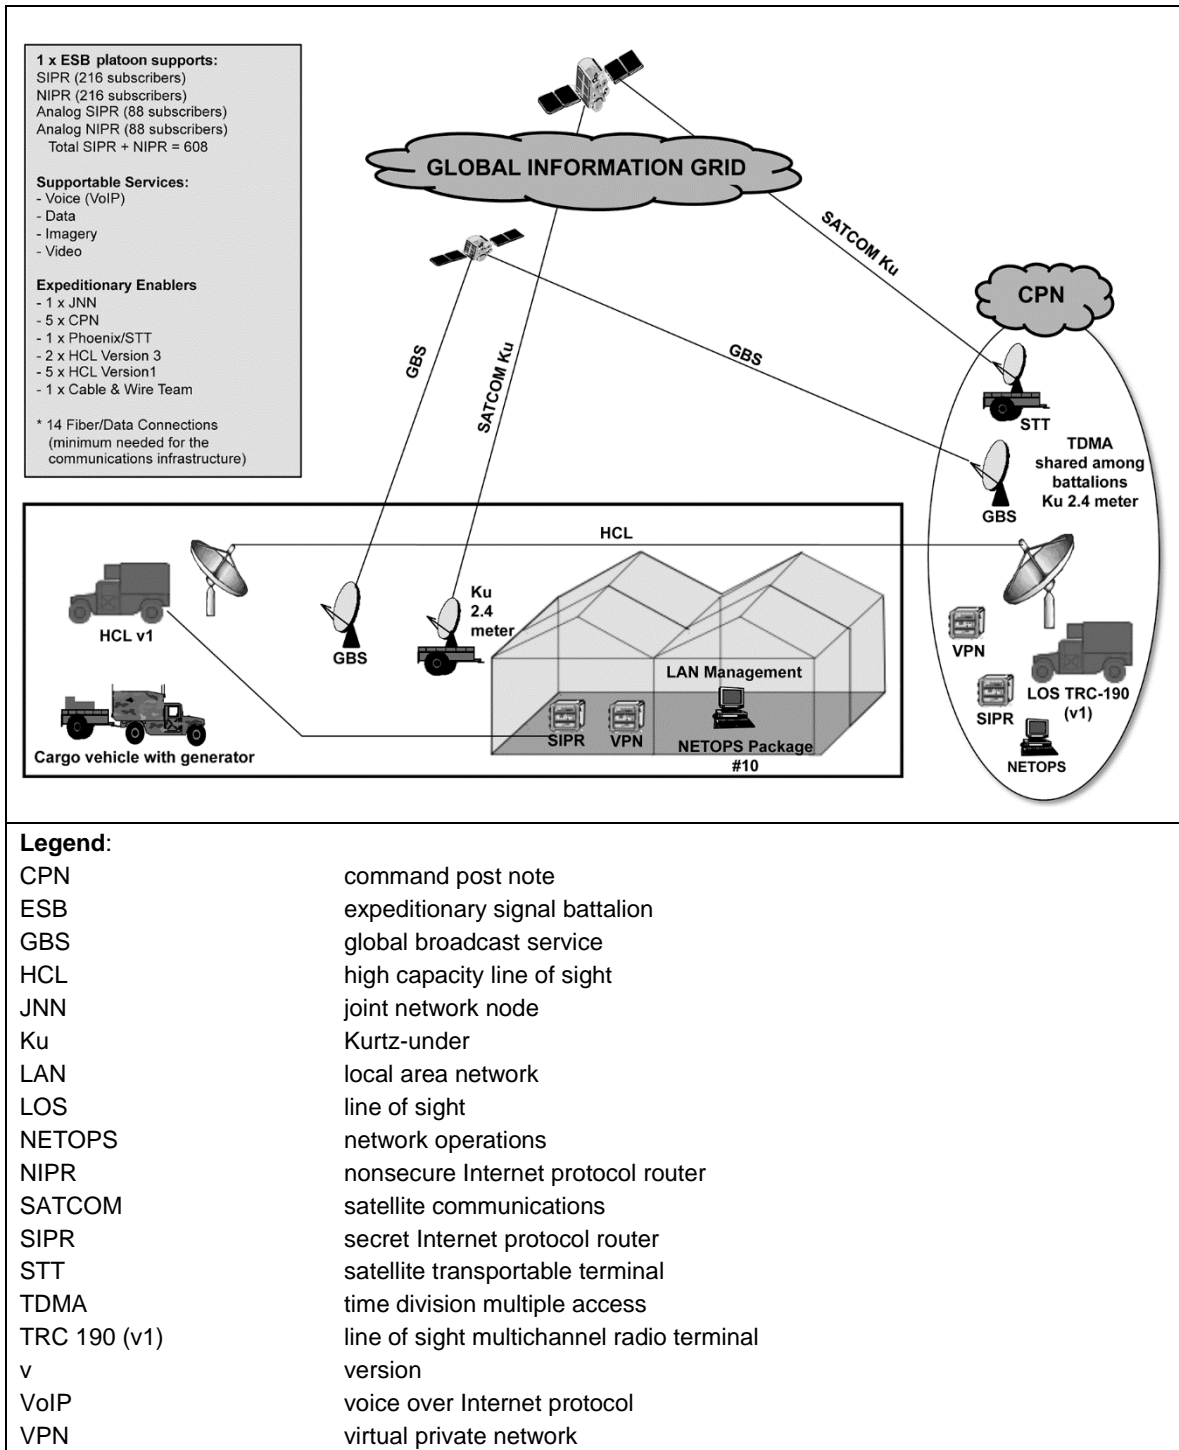 1 x ESB platoon supports:
SIPR (216 subscribers)
NIPR (216 subscribers)
Analog SIPR (88 subscribers)
Analog NIPR (88 subscribers)
Total SIPR + NIPR = 608
Supportable Services:
- Voice (VoIP)
- Data
- Imagery
- Video
Expeditionary Enablers
- 1 x JNN
- 5 x CPN
- 1 x Phoenix/STT
- 2 x HCL Version 3
- 5 x HCL Version1
- 1 x Cable & Wire Team
* 14 Fiber/Data Connections
(minimum needed for the
communications infrastructure)
GLOBAL INFORMATION GRID
SATCOM Ku
CPN
GBS
SATCOM Ku
GBS
STT
TDMA
shared among
battalions
Ku 2.4 meter
GBS
HCL
HCL v1
GBS
Ku
2.4
meter
LAN Management
SIPR
VPN
NETOPS Package
#10
Cargo vehicle with generator
VPN
LOS TRC-190
(v1)
SIPR
NETOPS
Legend:
CPN command post note
ESB expeditionary signal battalion
GBS global broadcast service
HCL high capacity line of sight
JNN joint network node
Ku Kurtz-under
LAN local area network
LOS line of sight
NETOPS network operations
NIPR nonsecure Internet protocol router
SATCOM satellite communications
SIPR secret Internet protocol router
STT satellite transportable terminal
TDMA time division multiple access
TRC 190 (v1) line of sight multichannel radio terminal
v version
VoIP voice over Internet protocol
VPN virtual private network